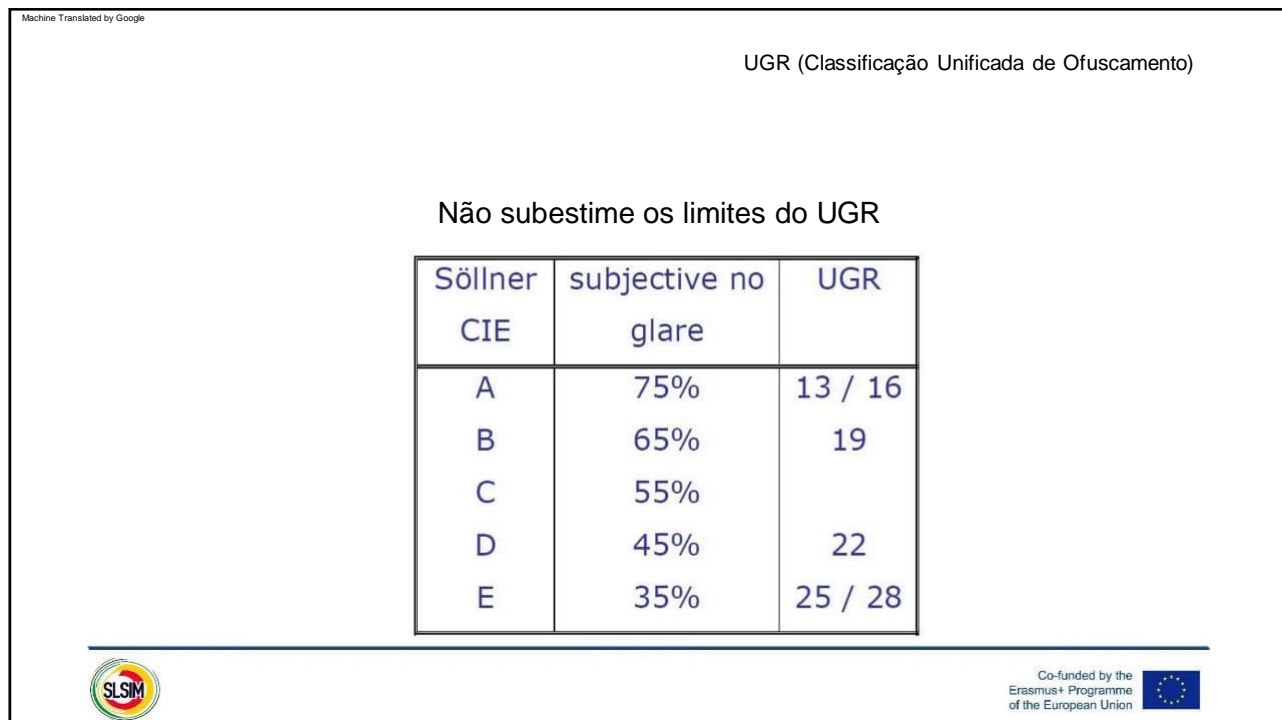 Machine Translated by Google
UGR (Classificação Unificada de Ofuscamento)
Não subestime os limites do UGR
Söllner CIE subjective no glare UGR
A 75% 13 / 16
B 65% 19
C 55%
D 45% 22
E 35% 25 / 28
SLSIM
Co-funded by the
Erasmus+ Programme
of the European Union